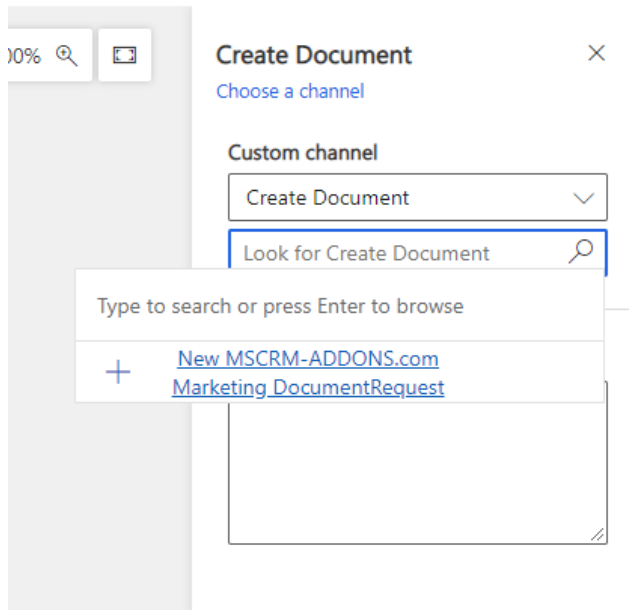 00%
Create Document
Choose a channel
Custom channel
Create Document
Look for Create Document
Type to search or press Enter to browse
New MSCRM-ADDONS.com
Marketing DocumentRequest